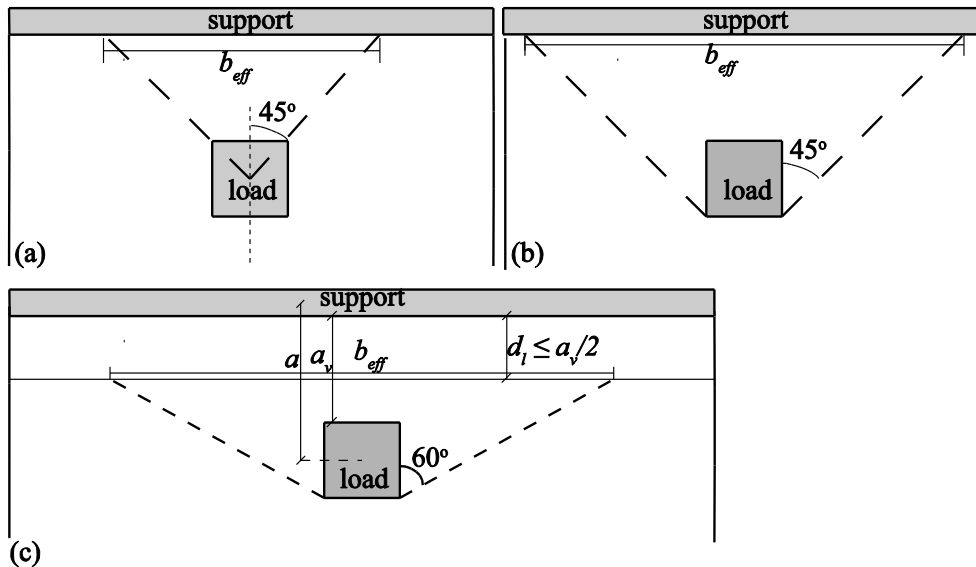 support
b_eff
45°
load
(a)
support
b_eff
45°
load
(b)
support
a a_v b_eff d_l ≤ a_v/2
60°
load
(c)